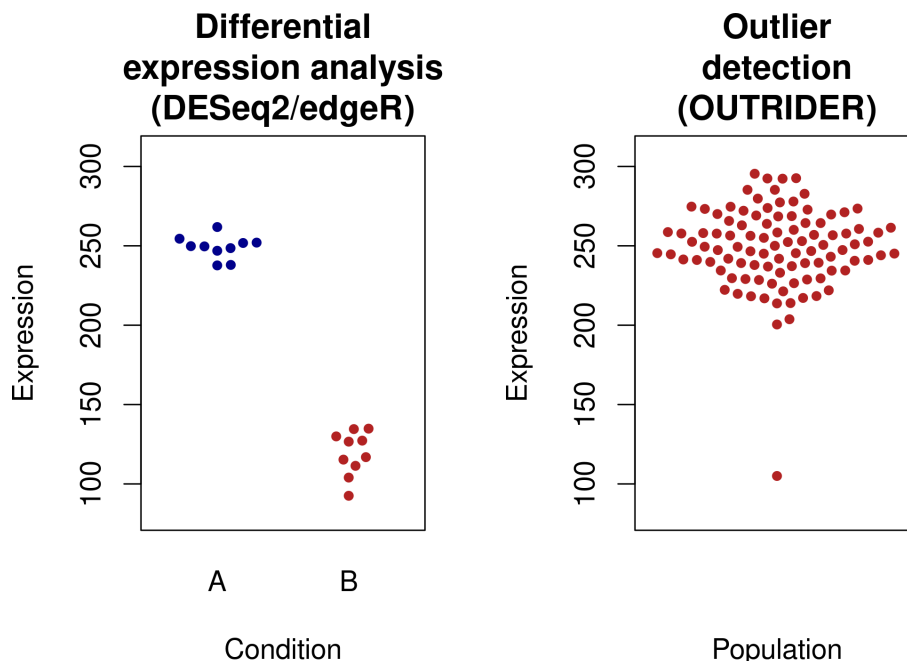 Differential
expression analysis
(DESeq2/edgeR)
Expression
300
250
200
150
100
A B
Condition
Outlier
detection
(OUTRIDER)
Expression
300
250
200
150
100
Population